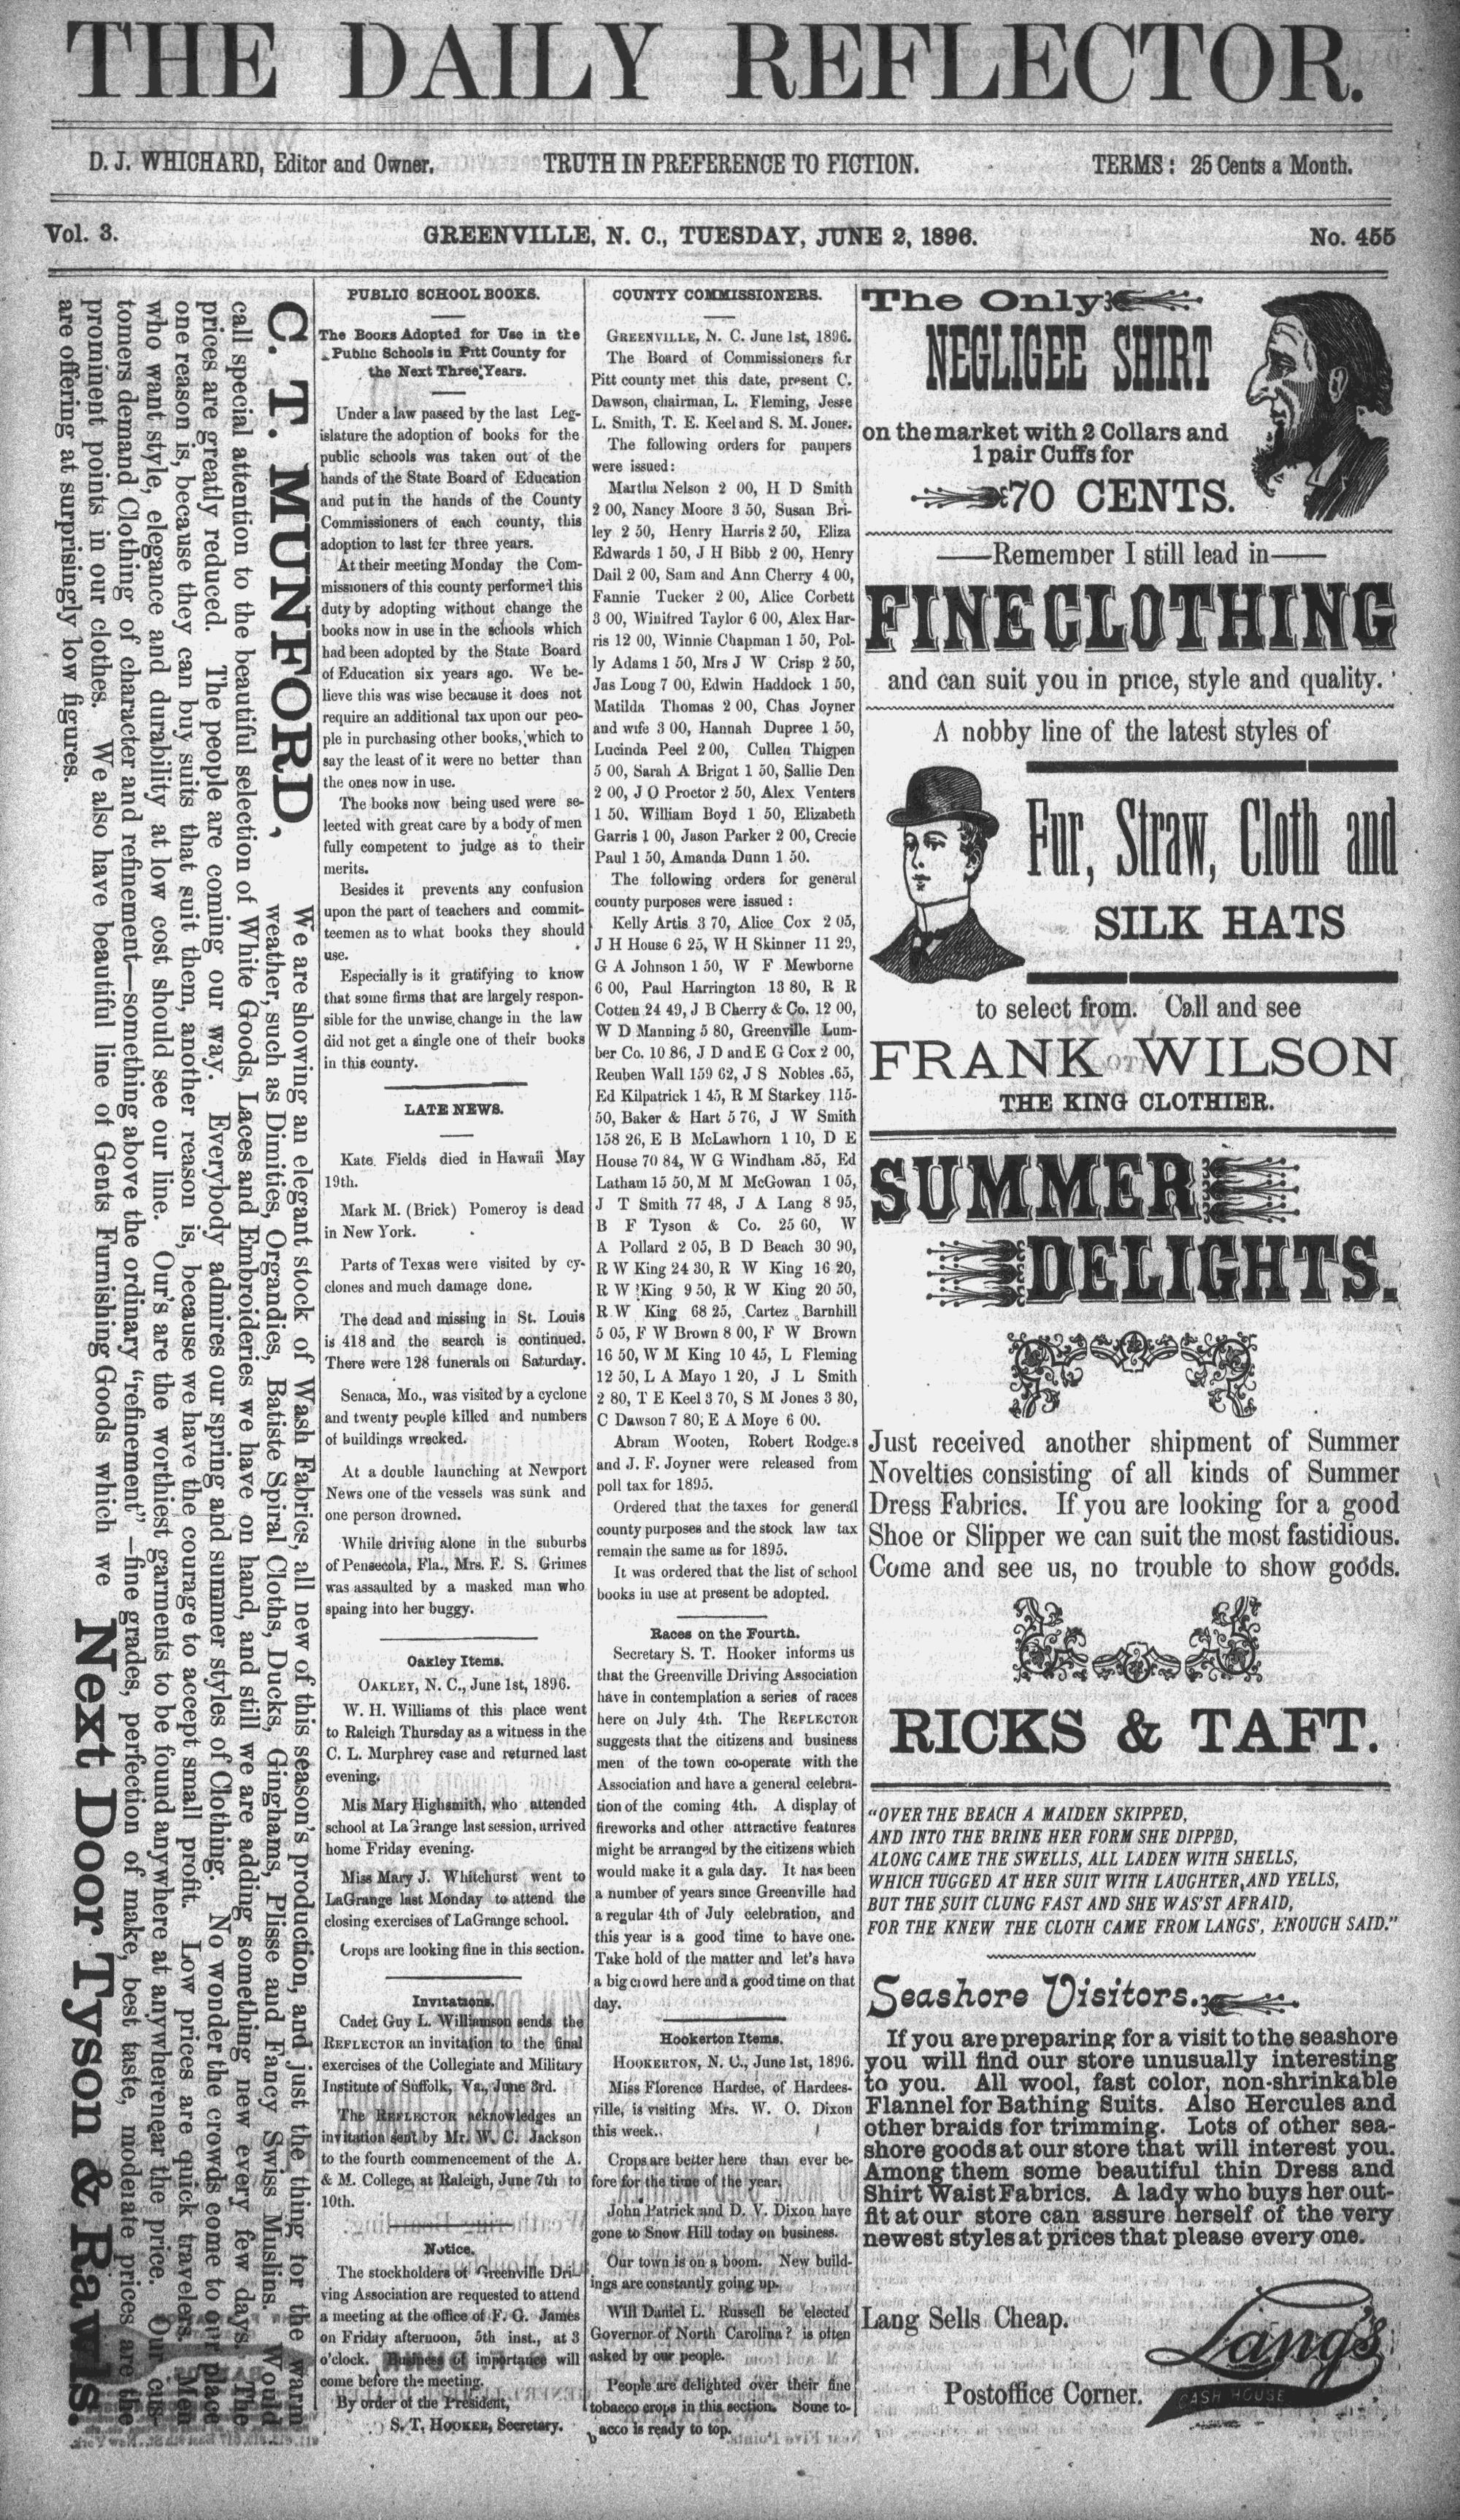 THE DAILY REFLECTOR.
D. J. WHICHARD, Editor and Owner.
TRUTH IN PREFERENCE TO FICTION.
TERMS: 25 Cents a Month.
Vol. 3.
GREENVILLE, N. C., TUESDAY, JUNE 2, 1896.
No. 455
C. T. MUNFORD,
We are showing an elegant stock of Wash Fabrics, all new of this season's production, and just the thing for the warm
weather, such as Dimities, Organdies, Batiste Spiral Cloths, Ducks, Ginghams, Plisse and Fancy Swiss Muslins. Would
call special attention to the beautiful selection of White Goods, Laces and Embroideries we have on hand, and still we are adding something new every few days. The
prices are greatly reduced. The people are coming our way. Everybody admires our spring and summer styles of Clothing. No wonder the crowds come to our place
one reason is, because they can buy suits that suit them, another reason is, because we have the courage to accept small profit. Low prices are quick travelers. Men
who want style, elegance and durability at low cost should see our line. Our's are the worthiest garments to be found anywhere at anywherenear the price. Our cus-
tomers demand Clothing of character and refinement—something above the ordinary "refinement" –fine grades, perfection of make, best taste, moderate prices are the
prominent points in our clothes. We also have beautiful line of Gents Furnishing Goods which we
are offering at surprisingly low figures.
Next Door Tyson & Rawls.
PUBLIC SCHOOL BOOKS.
The Books Adopted for Use in the
Public Schools in Pitt County for
the Next Three Years.
Under a law passed by the last Leg-
islature the adoption of books for the
public schools was taken out of the
hands of the State Board of Education
and put in the hands of the County
Commissioners of each county, this
adoption to last for three years.
At their meeting Monday the Com-
missioners of this county performed this
duty by adopting without change the
books now in use in the schools which
had been adopted by the State Board
of Education six years ago. We be-
lieve this was wise because it does not
require an additional tax upon our peo-
ple in purchasing other books, which to
say the least of it were no better than
the ones now in use.
The books now being used were se-
lected with great care by a body of men
fully competent to judge as to their
merits.
Besides it prevents any confusion
upon the part of teachers and commit-
teemen as to what books they should
use.
Especially is it gratifying to know
that some firms that are largely respon-
sible for the unwise change in the law
did not get a single one of their books
in this county.
LATE NEWS.
Kate Fields died in Hawaii May
19th.
Mark M. (Brick) Pomeroy is dead
in New York.
Parts of Texas were visited by cy-
clones and much damage done.
The dead and missing in St. Louis
is 418 and the search is continued.
There were 128 funerals on Saturday.
Senaca, Mo., was visited by a cyclone
and twenty people killed and numbers
of buildings wrecked.
At a double launching at Newport
News one of the vessels was sunk and
one person drowned.
While driving alone in the suburbs
of Pensecola, Fla., Mrs. F. S. Grimes
was assaulted by a masked man who
spaing into her buggy.
Oakley Items.
OAKLEY, N. C., June 1st, 1896.
W. H. Williams of this place went
to Raleigh Thursday as a witness in the
C. L. Murphrey case and returned last
evening.
Mis Mary Highsmith, who attended
school at LaGrange last session, arrived
home Friday evening.
Miss Mary J. Whitehurst went to
LaGrange last Monday to attend the
closing exercises of LaGrange school.
Crops are looking fine in this section.
Invitations.
Cadet Guy L. Williamson sends the
REFLECTOR an invitation to the final
exercises of the Collegiate and Military
Institute of Suffolk, Va., June 3rd.
The REFLECTOR acknowledges an
invitation sent by Mr. W. C. Jackson
to the fourth commencement of the A.
& M. College, at Raleigh, June 7th to
10th.
Notice.
The stockholders of Greenville Dri-
ving Association are requested to attend
a meeting at the office of F. G. James
on Friday afternoon, 5th inst., at 3
o'clock. Business of importance will
come before the meeting.
By order of the President,
S. T. HOOKER, Secretary.
COUNTY COMMISSIONERS.
GREENVILLE, N. C. June 1st, 1896.
The Board of Commissioners for
Pitt county met this date, present C.
Dawson, chairman, L. Fleming, Jesse
L. Smith, T. E. Keel and S. M. Jones.
The following orders for paupers
were issued:
Martha Nelson 2 00, H D Smith
2 00, Nancy Moore 3 50, Susan Bri-
ley 2 50, Henry Harris 2 50, Eliza
Edwards 1 50, J H Bibb 2 00, Henry
Dail 2 00, Sam and Ann Cherry 4 00,
Fannie Tucker 2 00, Alice Corbett
3 00, Winifred Taylor 6 00, Alex Har-
ris 12 00, Winnie Chapman 1 50, Pol-
ly Adams 1 50, Mrs J W Crisp 2 50,
Jas Long 7 00, Edwin Haddock 1 50,
Matilda Thomas 2 00, Chas Joyner
and wife 3 00, Hannah Dupree 1 50,
Lucinda Peel 2 00, Cullen Thigpen
5 00, Sarah A Brignt 1 50, Sallie Den
2 00, J O Proctor 2 50, Alex Venters
1 50, William Boyd 1 50, Elizabeth
Garris 1 00, Jason Parker 2 00, Crecie
Paul 1 50, Amanda Dunn 1 50.
The following orders for general
county purposes were issued :
Kelly Artis 3 70, Alice Cox 2 05,
J H House 6 25, W H Skinner 11 29,
G A Johnson 1 50, W F Mewborne
6 00, Paul Harrington 13 80, R R
Cotten 24 49, J B Cherry & Co. 12 00,
W D Manning 5 80, Greenville Lum-
ber Co. 10 86, J D and E G Cox 2 00,
Reuben Wall 159 62, J S Nobles .65,
Ed Kilpatrick 1 45, R M Starkey 115-
50, Baker & Hart 5 76, J W Smith
158 26, E B McLawhorn 1 10, D E
House 70 84, W G Windham .85, Ed
Latham 15 50, M M McGowan 1 05,
J T Smith 77 48, J A Lang 8 95,
B F Tyson & Co. 25 60, W
A Pollard 2 05, B D Beach 30 90,
R W King 24 30, R W King 16 20,
R W King 9 50, R W King 20 50,
R W King 68 25, Cartez Barnhill
5 05, F W Brown 8 00, F W Brown
16 50, W M King 10 45, L Fleming
12 50, L A Mayo 1 20, J L Smith
2 80, T E Keel 3 70, S M Jones 3 30,
C Dawson 7 80, E A Moye 6 00.
Abram Wooten, Robert Rodgers
and J. F. Joyner were released from
poll tax for 1895.
Ordered that the taxes for general
county purposes and the stock law tax
remain the same as for 1895.
It was ordered that the list of school
books in use at present be adopted.
Races on the Fourth.
Secretary S. T. Hooker informs us
that the Greenville Driving Association
have in contemplation a series of races
here on July 4th. The REFLECTOR
suggests that the citizens and business
men of the town co-operate with the
Association and have a general celebra-
tion of the coming 4th. A display of
fireworks and other attractive features
might be arranged by the citizens which
would make it a gala day. It has been
a number of years since Greenville had
a regular 4th of July celebration, and
this year is a good time to have one.
Take hold of the matter and let's have
a big crowd here and a good time on that
day.
Hookerton Items.
HOOKERTON, N. C., June 1st, 1896.
Miss Florence Hardee, of Hardees-
ville, is visiting Mrs. W. O. Dixon
this week.
Crops are better here than ever be-
fore for the time of the year.
John Patrick and D. V. Dixon have
gone to Snow Hill today on business.
Our town is on a boom. New build-
ings are constantly going up.
Will Daniel L. Russell be elected
Governor of North Carolina? is often
asked by our people.
People are delighted over their fine
tobacco crops in this section. Some to-
bacco is ready to top.
The Only
NEGLIGEE SHIRT
on the market with 2 Collars and
1 pair Cuffs for
70 CENTS.
—Remember I still lead in—
FINE CLOTHING
and can suit you in price, style and quality.
A nobby line of the latest styles of
Fur, Straw, Cloth and
SILK HATS
to select from. Call and see
FRANK WILSON
THE KING CLOTHIER.
SUMMER
DELIGHTS.
Just received another shipment of Summer
Novelties consisting of all kinds of Summer
Dress Fabrics. If you are looking for a good
Shoe or Slipper we can suit the most fastidious.
Come and see us, no trouble to show goods.
RICKS & TAFT.
"OVER THE BEACH A MAIDEN SKIPPED,
AND INTO THE BRINE HER FORM SHE DIPPED,
ALONG CAME THE SWELLS, ALL LADEN WITH SHELLS,
WHICH TUGGED AT HER SUIT WITH LAUGHTER AND YELLS,
BUT THE SUIT CLUNG FAST AND SHE WAS'ST AFRAID,
FOR THE KNEW THE CLOTH CAME FROM LANGS', ENOUGH SAID."
Seashore Visitors.
If you are preparing for a visit to the seashore
you will find our store unusually interesting
to you. All wool, fast color, non-shrinkable
Flannel for Bathing Suits. Also Hercules and
other braids for trimming. Lots of other sea-
shore goods at our store that will interest you.
Among them some beautiful thin Dress and
Shirt Waist Fabrics. A lady who buys her out-
fit at our store can assure herself of the very
newest styles at prices that please every one.
Lang Sells Cheap.
Postoffice Corner.
Lang's
CASH HOUSE